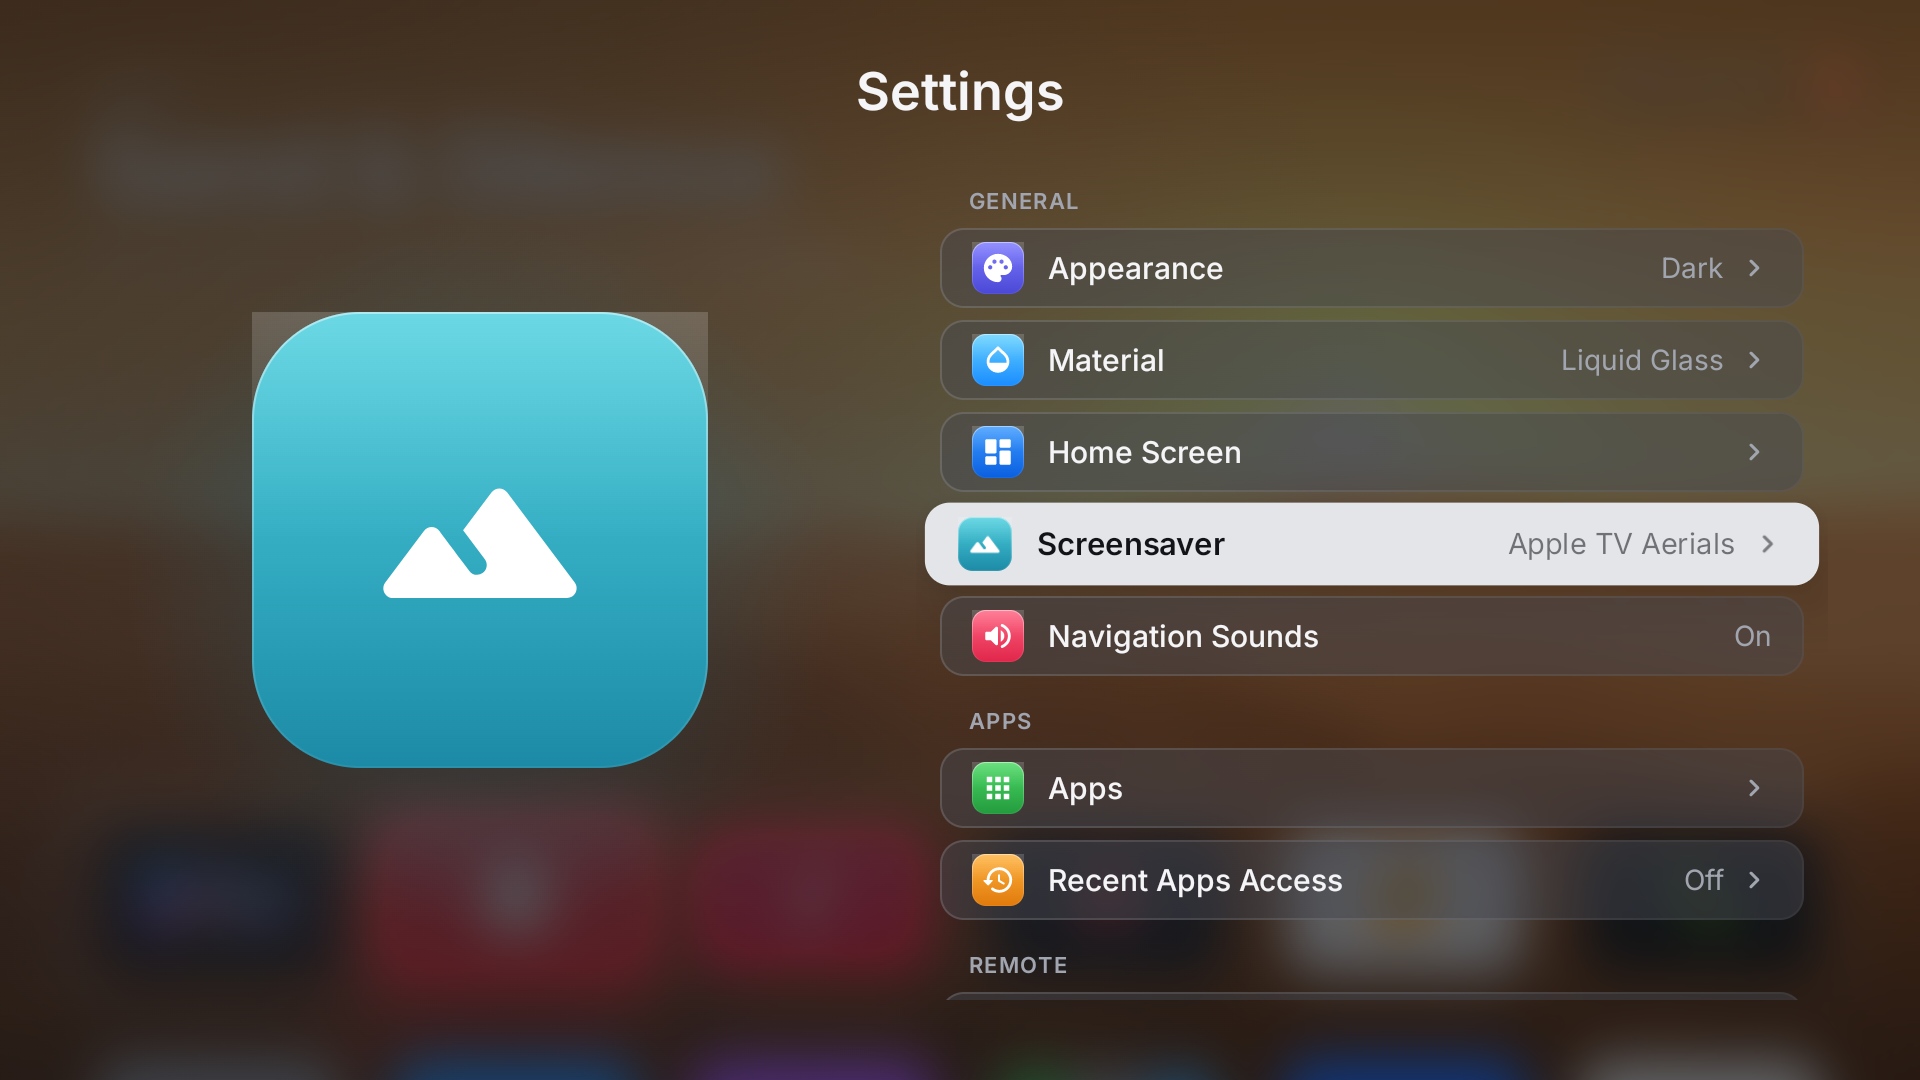 Settings
GENERAL
Appearance Dark
Material Liquid Glass
Home Screen
Screensaver Apple TV Aerials
Navigation Sounds On
APPS
Apps
Recent Apps Access Off
REMOTE